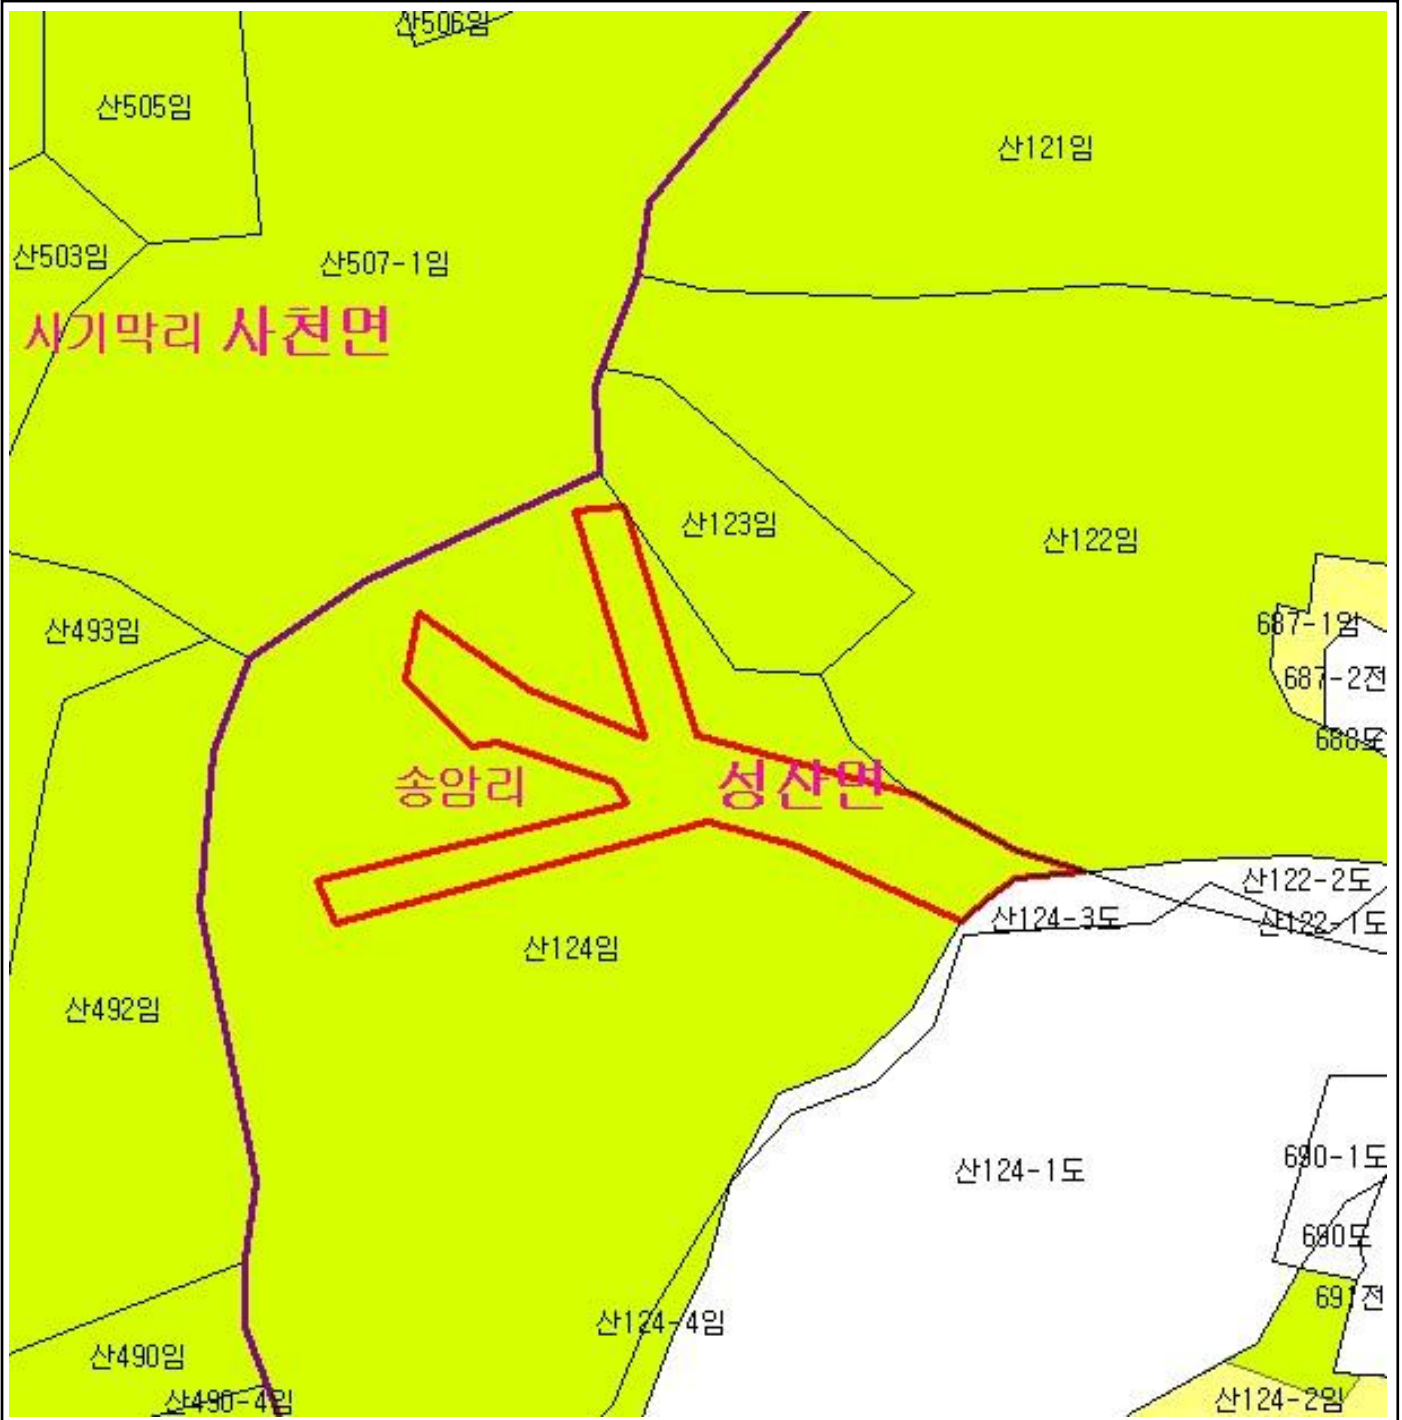 산506임
산505임
산121임
산503임
산507-1임
사기막리 사천면
산123임
산122임
687-1임
산493임
687-2전
688도
송암리
성산면
산122-2도
산124-3도
산122-1도
산124임
산492임
690-1도
산124-1도
690도
691전
산124-4임
산490임
산490-4임
산124-2임